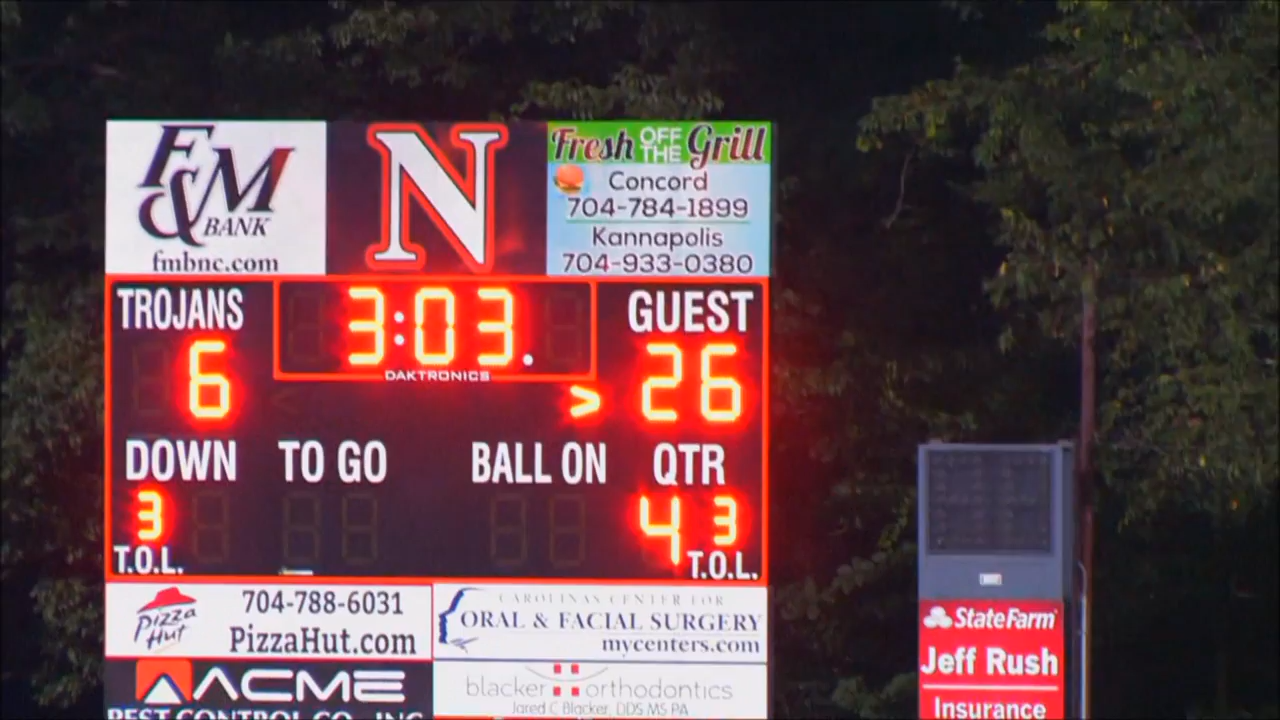 F&M
BANK
fmbnc.com
N
Fresh OFF THE Grill
Concord
704-784-1899
Kannapolis
704-933-0380
TROJANS
3:03.
GUEST
6
DAKTRONICS
>
26
DOWN
TO GO
BALL ON
QTR
3
4
3
T.O.L.
T.O.L.
Pizza
Hut
704-788-6031
PizzaHut.com
CAROLINAS CENTER FOR
ORAL & FACIAL SURGERY
mycenters.com
ACME
PEST CONTROL CO., INC
blacker orthodontics
Jared C Blacker, DDS MS PA
StateFarm
Jeff Rush
Insurance